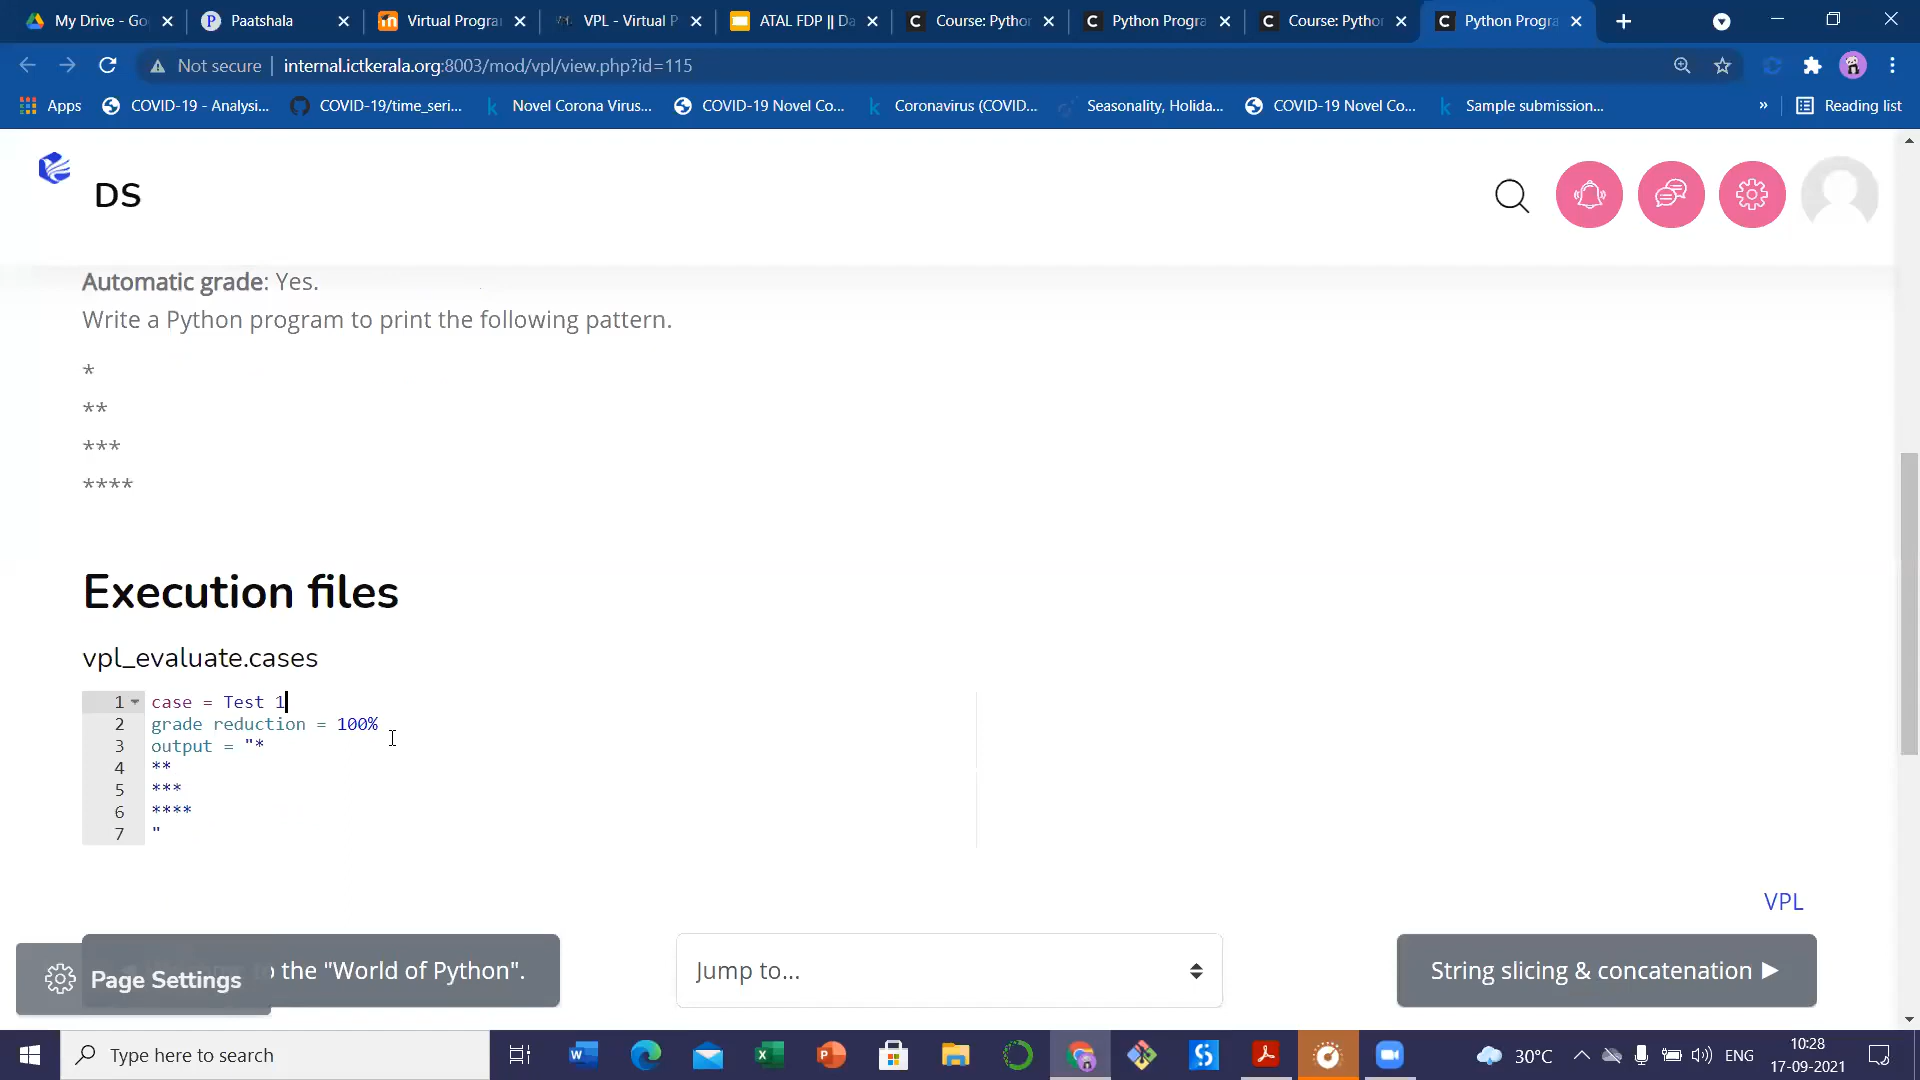 My Drive - Go
Paatshala
Virtual Progra
VPL - Virtual P
ATAL FDP || Da
Course: Pythor
Python Progra
Course: Pythor
Python Progra
Not secure
internal.ictkerala.org:8003/mod/vpl/view.php?id=115
Apps
COVID-19 - Analysi...
COVID-19/time_seri...
Novel Corona Virus...
COVID-19 Novel Co...
Coronavirus (COVID...
Seasonality, Holida...
COVID-19 Novel Co...
Sample submission...
»
Reading list
DS
Automatic grade: Yes.
Write a Python program to print the following pattern.
*
**
***
****
Execution files
vpl_evaluate.cases
1 case = Test 1
2 grade reduction = 100%
3 output = "*
4 **
5 ***
6 ****
7 "
VPL
the "World of Python".
Page Settings
Jump to...
String slicing & concatenation ►
Type here to search
30°C
ENG
10:28
17-09-2021